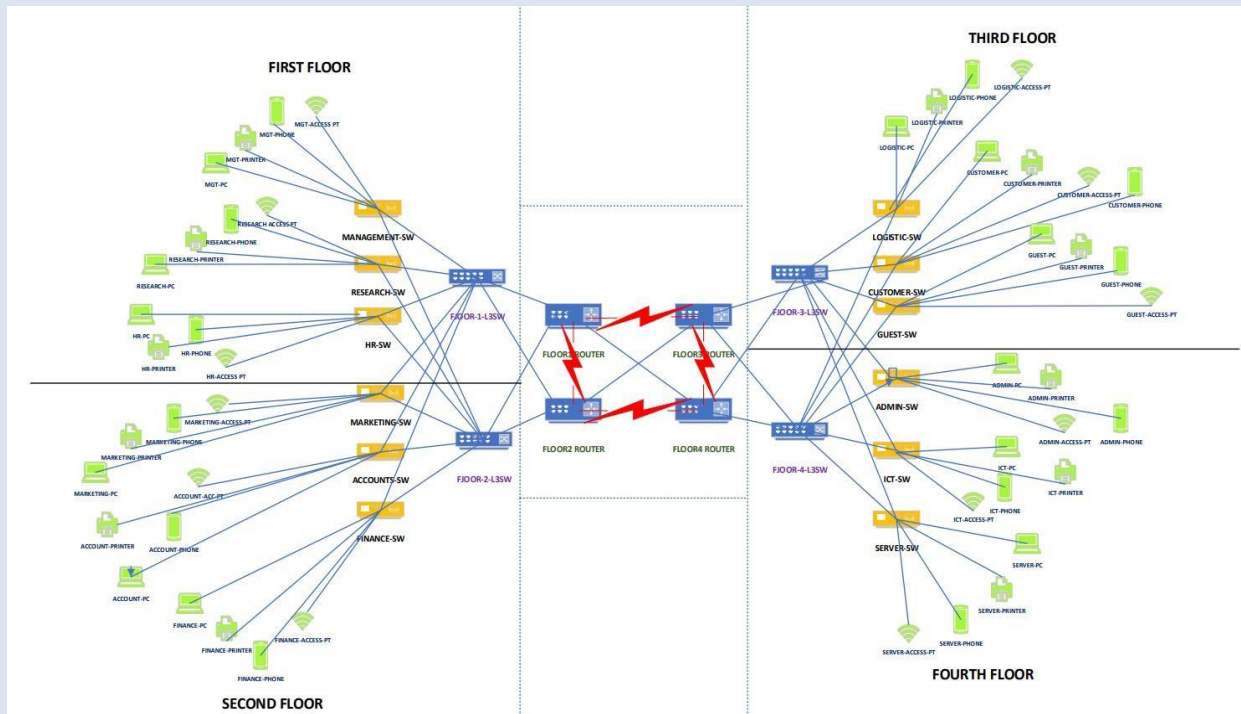 FIRST FLOOR
MGT-ACCESS PT
MGT-PHONE
MGT-PRINTER
MGT-PC
MANAGEMENT-SW
RESEARCH ACCESS-PT
RESEARCH-PHONE
RESEARCH-PRINTER
RESEARCH-PC
RESEARCH-SW
HR-PC
HR-PHONE
HR-PRINTER
HR-ACCESS PT
HR-SW
FJOOR-1-L3SW
FLOOR1 ROUTER
FLOOR2 ROUTER
FLOOR3 ROUTER
FLOOR4 ROUTER
MARKETING-SW
MARKETING-ACCESS-PT
MARKETING-PHONE
MARKETING-PRINTER
MARKETING-PC
ACCOUNTS-SW
ACCOUNT-ACC-PT
ACCOUNT-PRINTER
ACCOUNT-PHONE
ACCOUNT-PC
FINANCE-SW
FINANCE-PC
FINANCE-ACCESS-PT
FINANCE-PRINTER
FINANCE-PHONE
FJOOR-2-L3SW
SECOND FLOOR
THIRD FLOOR
LOGISTIC-ACCESS-PT
LOGISTIC-PHONE
LOGISTIC-PRINTER
LOGISTIC-PC
LOGISTIC-SW
CUSTOMER-PC
CUSTOMER-PRINTER
CUSTOMER-ACCESS-PT
CUSTOMER-PHONE
CUSTOMER-SW
GUEST-PC
GUEST-PRINTER
GUEST-PHONE
GUEST-ACCESS-PT
GUEST-SW
FJOOR-3-L3SW
FJOOR-4-L3SW
ADMIN-PC
ADMIN-PRINTER
ADMIN-ACCESS-PT
ADMIN-PHONE
ADMIN-SW
ICT-PC
ICT-PRINTER
ICT-PHONE
ICT-ACCESS-PT
ICT-SW
SERVER-SW
SERVER-PC
SERVER-PRINTER
SERVER-PHONE
SERVER-ACCESS-PT
FOURTH FLOOR